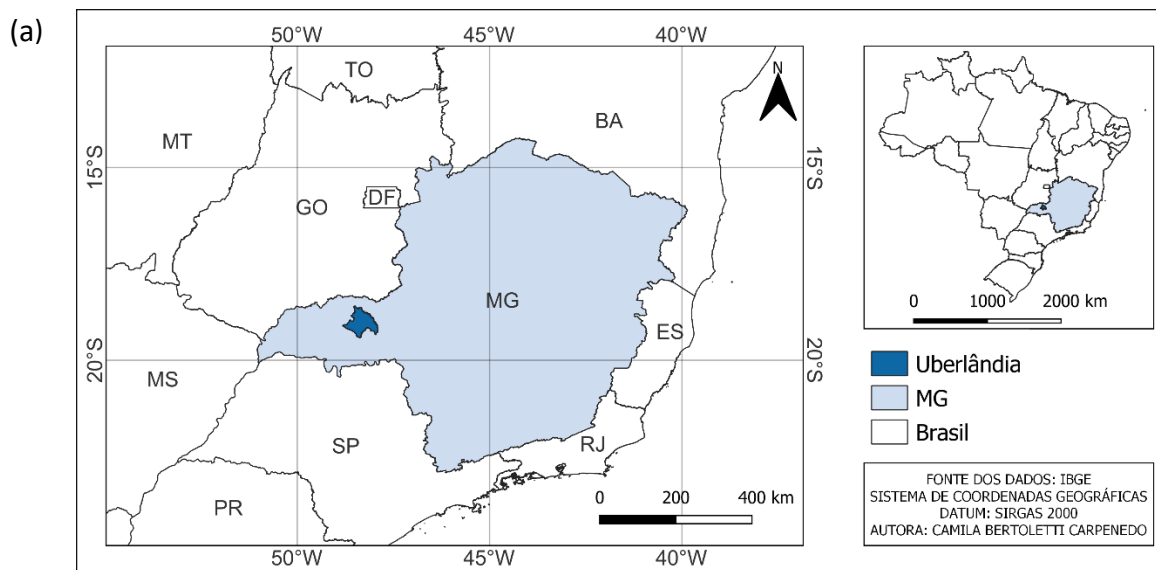 (a)
50°W 45°W 40°W
TO
N
BA
MT
15°S 15°S
DF
GO
MG
ES
20°S 20°S
MS
SP
RJ
PR
0 200 400 km
50°W 45°W 40°W
0 1000 2000 km
Uberlândia
MG
Brasil
FONTE DOS DADOS: IBGE
SISTEMA DE COORDENADAS GEOGRÁFICAS
DATUM: SIRGAS 2000
AUTORA: CAMILA BERTOLETTI CARPENEDO